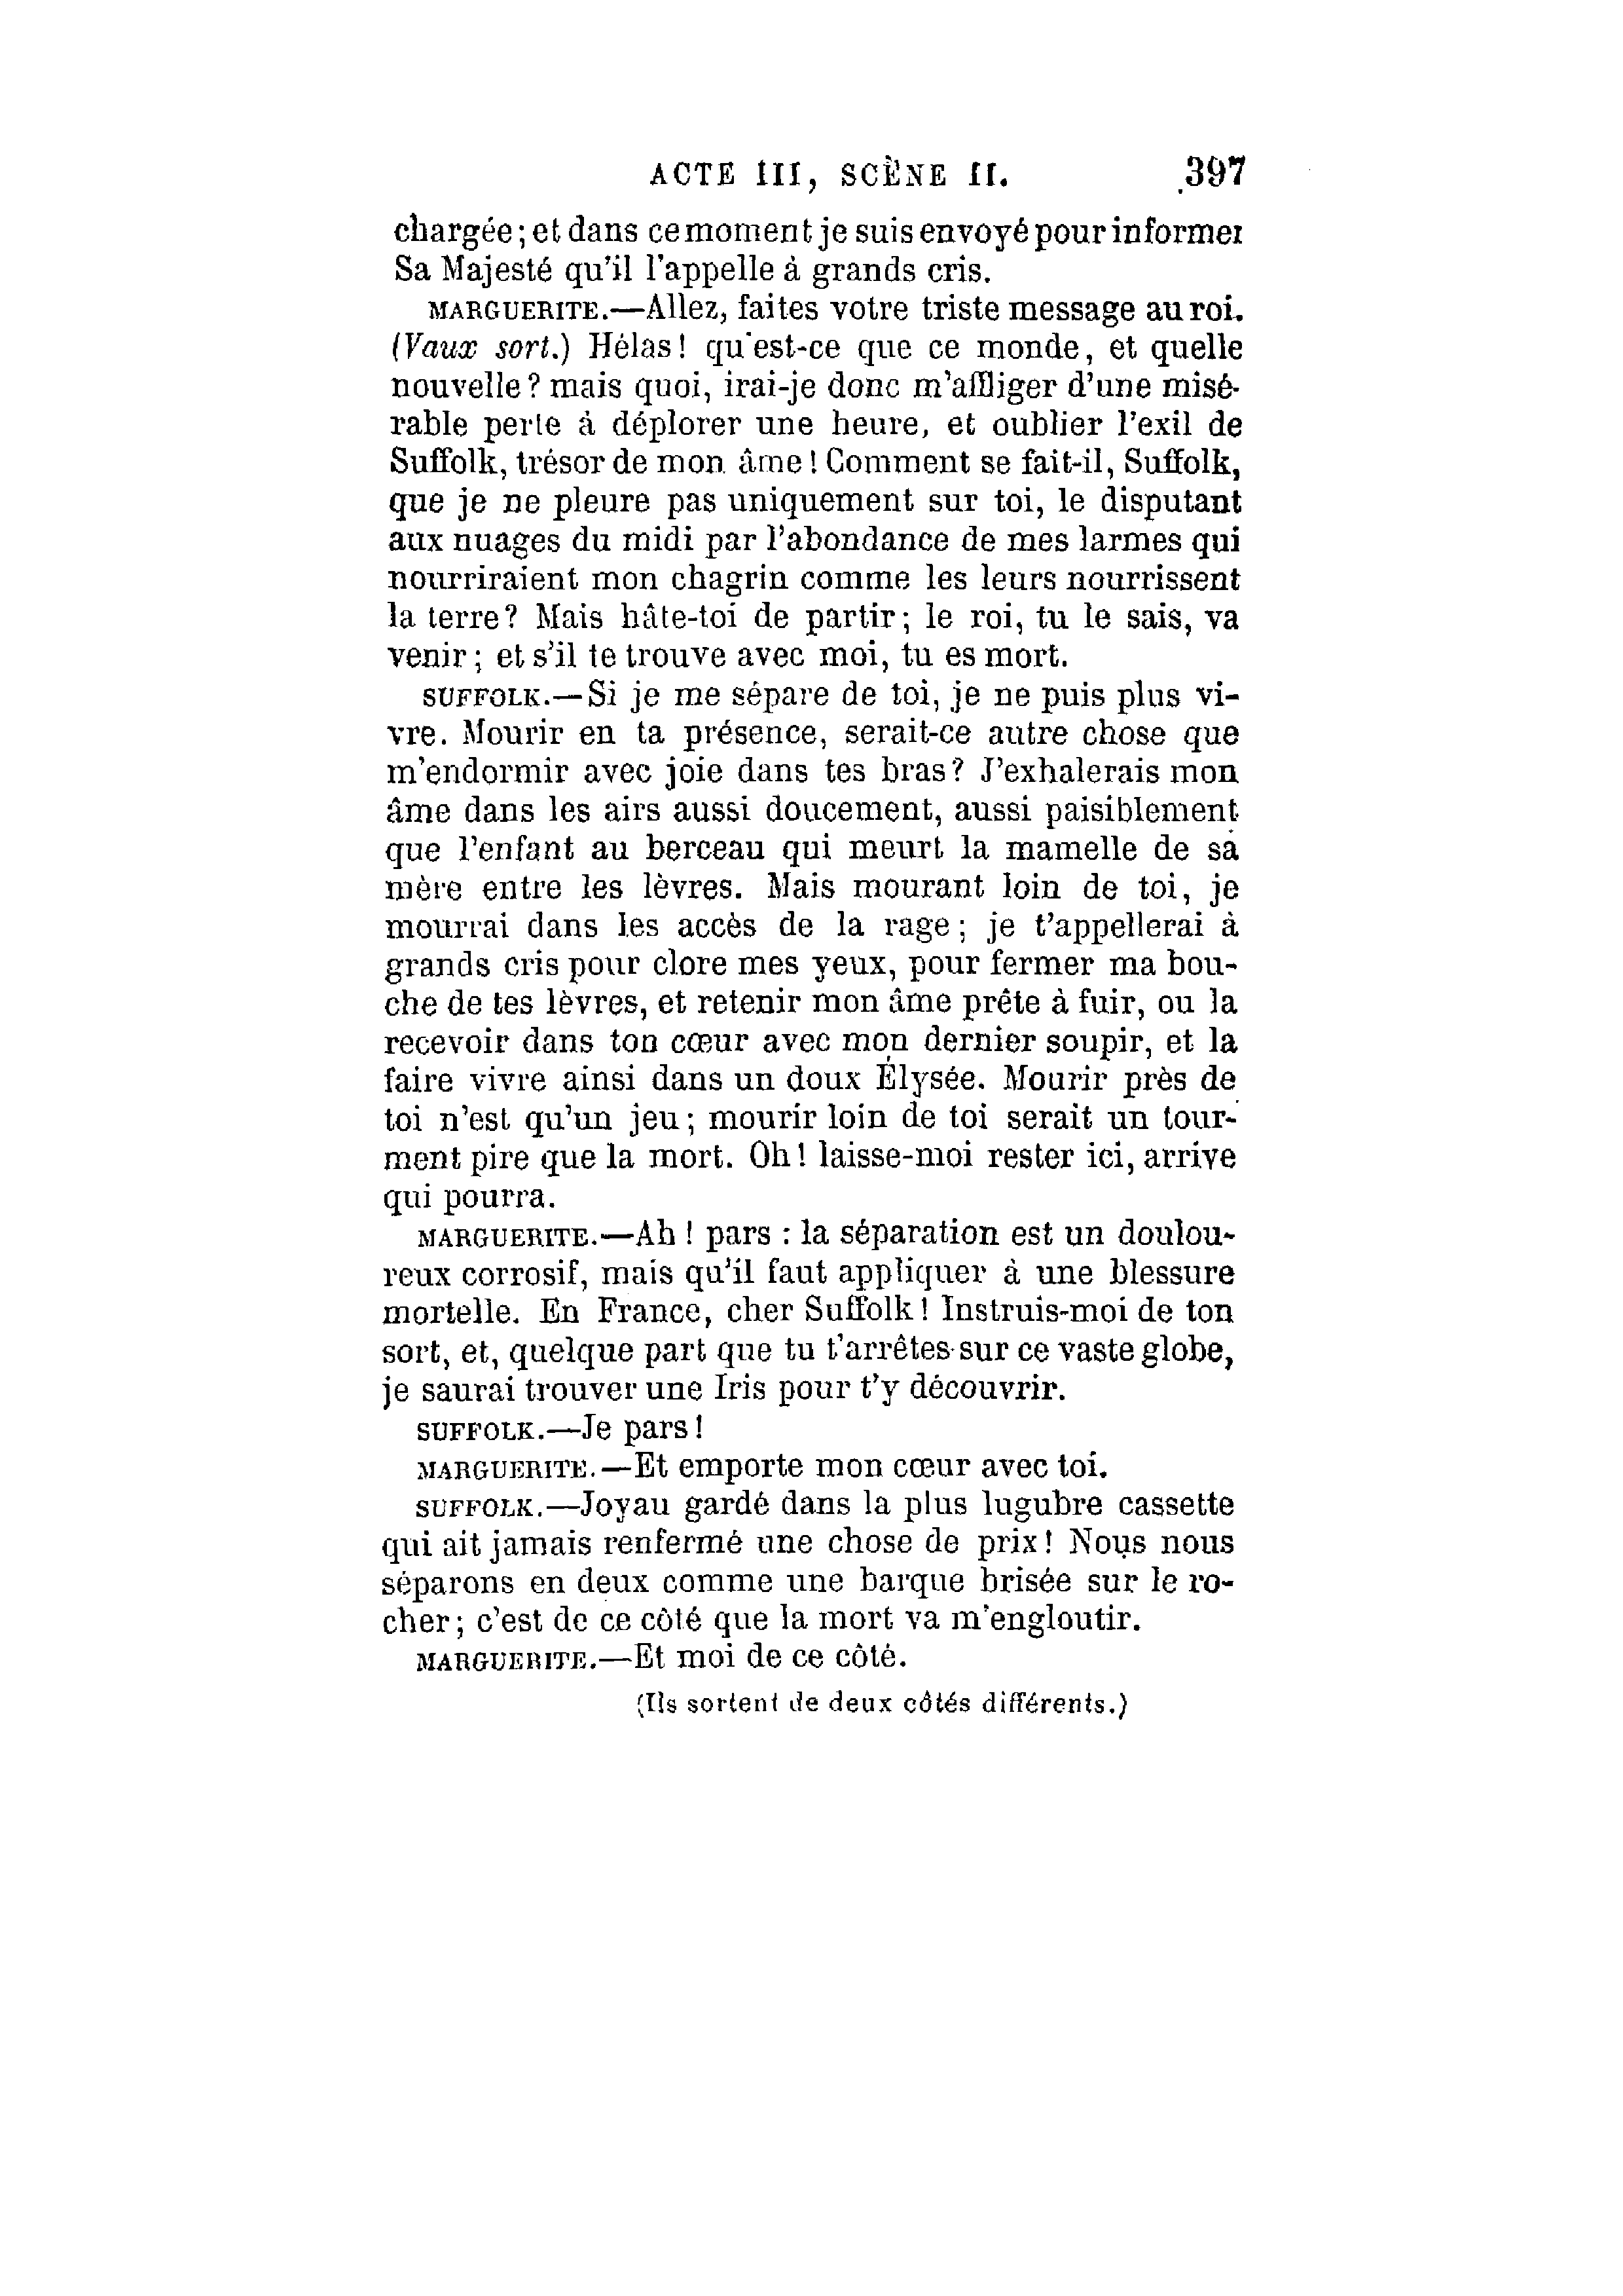 ACTE III, SCÈNE II. 397
chargée; et dans ce moment je suis envoyé pour informer
Sa Majesté qu'il l'appelle à grands cris.
MARGUERITE.—Allez, faites votre triste message au roi.
(Vaux sort.) Hélas! qu'est-ce que ce monde, et quelle
nouvelle? mais quoi, irai-je donc m'affliger d'une misé-
rable perte à déplorer une heure, et oublier l'exil de
Suffolk, trésor de mon âme! Comment se fait-il, Suffolk,
que je ne pleure pas uniquement sur toi, le disputant
aux nuages du midi par l'abondance de mes larmes qui
nourriraient mon chagrin comme les leurs nourrissent
la terre? Mais hâte-toi de partir; le roi, tu le sais, va
venir; et s'il te trouve avec moi, tu es mort.
SUFFOLK.—Si je me sépare de toi, je ne puis plus vi-
vre. Mourir en ta présence, serait-ce autre chose que
m'endormir avec joie dans tes bras? J'exhalerais mon
âme dans les airs aussi doucement, aussi paisiblement
que l'enfant au berceau qui meurt la mamelle de sa
mère entre les lèvres. Mais mourant loin de toi, je
mourrai dans les accès de la rage; je t'appellerai à
grands cris pour clore mes yeux, pour fermer ma bou-
che de tes lèvres, et retenir mon âme prête à fuir, ou la
recevoir dans ton cœur avec mon dernier soupir, et la
faire vivre ainsi dans un doux Élysée. Mourir près de
toi n'est qu'un jeu; mourir loin de toi serait un tour-
ment pire que la mort. Oh! laisse-moi rester ici, arrive
qui pourra.
MARGUERITE.—Ah! pars: la séparation est un doulou-
reux corrosif, mais qu'il faut appliquer à une blessure
mortelle. En France, cher Suffolk! Instruis-moi de ton
sort, et, quelque part que tu t'arrêtes sur ce vaste globe,
je saurai trouver une Iris pour t'y découvrir.
SUFFOLK.—Je pars!
MARGUERITE.—Et emporte mon cœur avec toi.
SUFFOLK.—Joyau gardé dans la plus lugubre cassette
qui ait jamais renfermé une chose de prix! Nous nous
séparons en deux comme une barque brisée sur le ro-
cher; c'est de ce côté que la mort va m'engloutir.
MARGUERITE.—Et moi de ce côté.
(Ils sortent de deux côtés différents.)